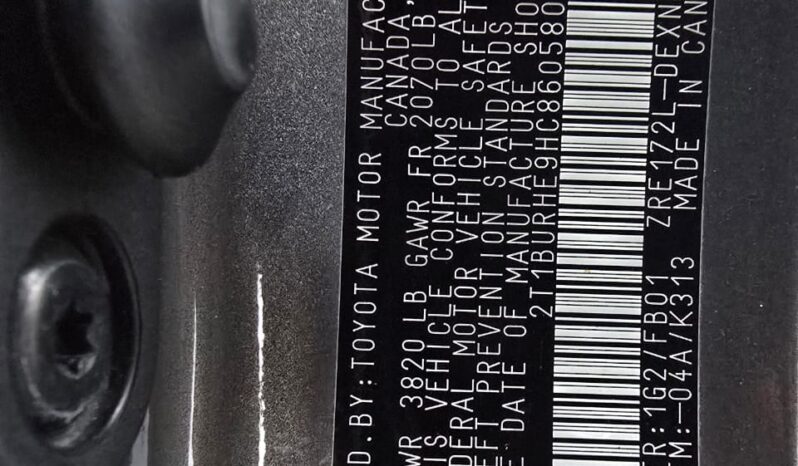 D.BY:TOYOTA MOTOR MANUFAC
CANADA,
WR 3820 LB GAWR FR 2070LB
IS VEHICLE CONFORMS TO AL
DERAL MOTOR VEHICLE SAFET
EFT PREVENTION STANDARDS
E DATE OF MANUFACTURE SHO
2T1BURHE9HC860580
ER:1G2/FB01 ZRE172L-DEXN
M:-04A/K313 MADE IN CAN